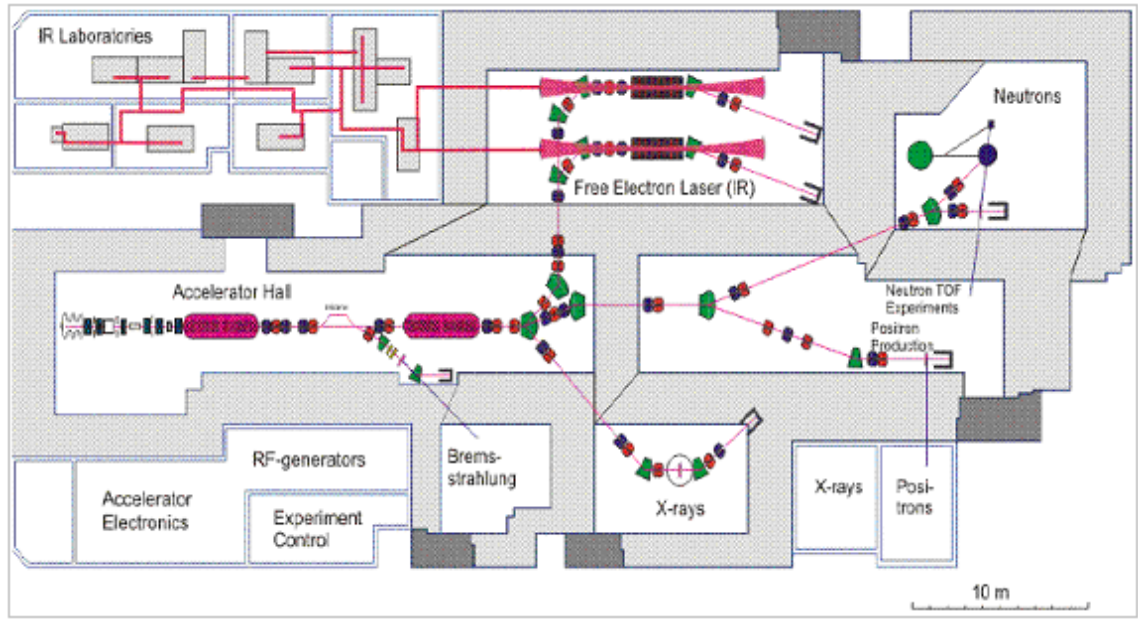 IR Laboratories
Neutrons
Free Electron Laser (IR)
Accelerator Hall
Neutron TOF
Experiments
Positron
Production
RF-generators
Accelerator
Electronics
Experiment
Control
Brems-
strahlung
X-rays
X-rays
Posi-
trons
10 m